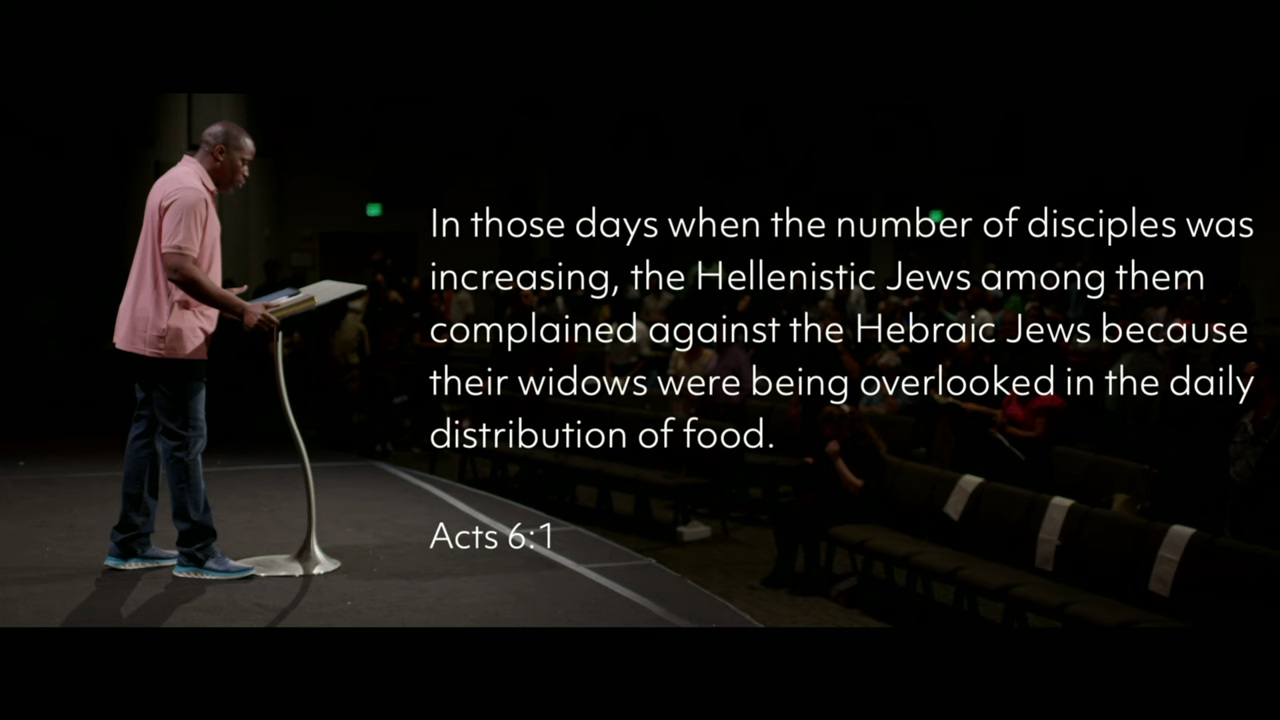 In those days when the number of disciples was
increasing, the Hellenistic Jews among them
complained against the Hebraic Jews because
their widows were being overlooked in the daily
distribution of food.
Acts 6:1